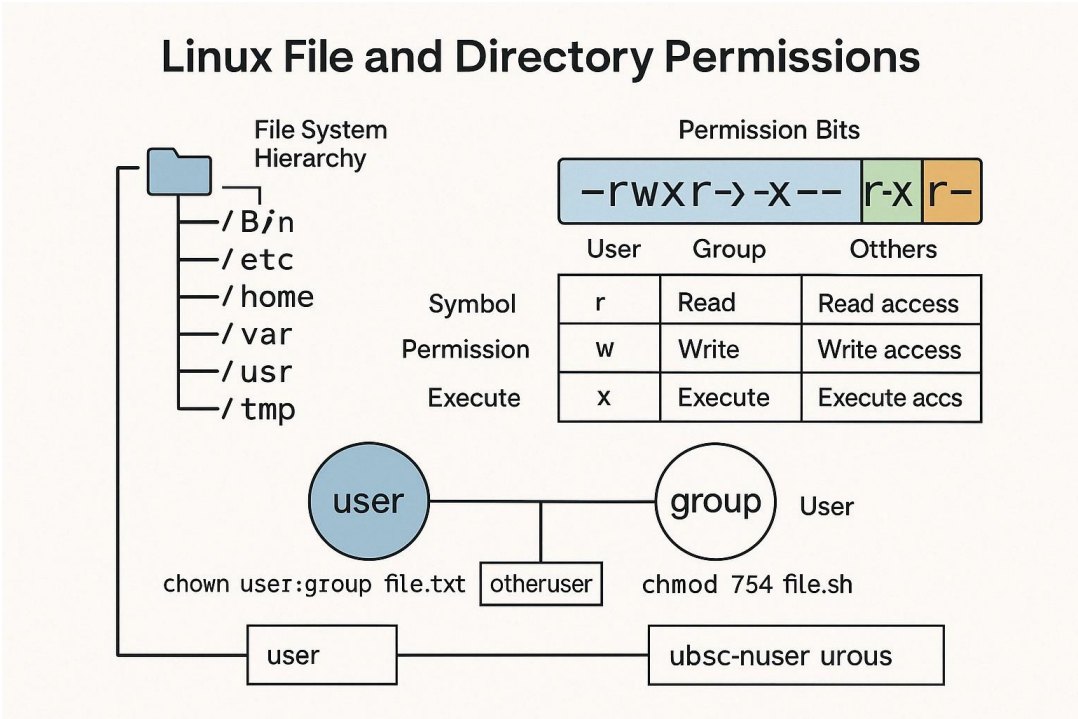 Linux File and Directory Permissions
File System
Hierarchy
/Bin
/etc
/home
/var
/usr
/tmp
Permission Bits
-rwxr-›-x-- r-x r-
User Group Otthers
Symbol r Read Read access
Permission w Write Write access
Execute x Execute Execute accs
user group User
chown user:group file.txt otheruser chmod 754 file.sh
user ubsc-nuser urous